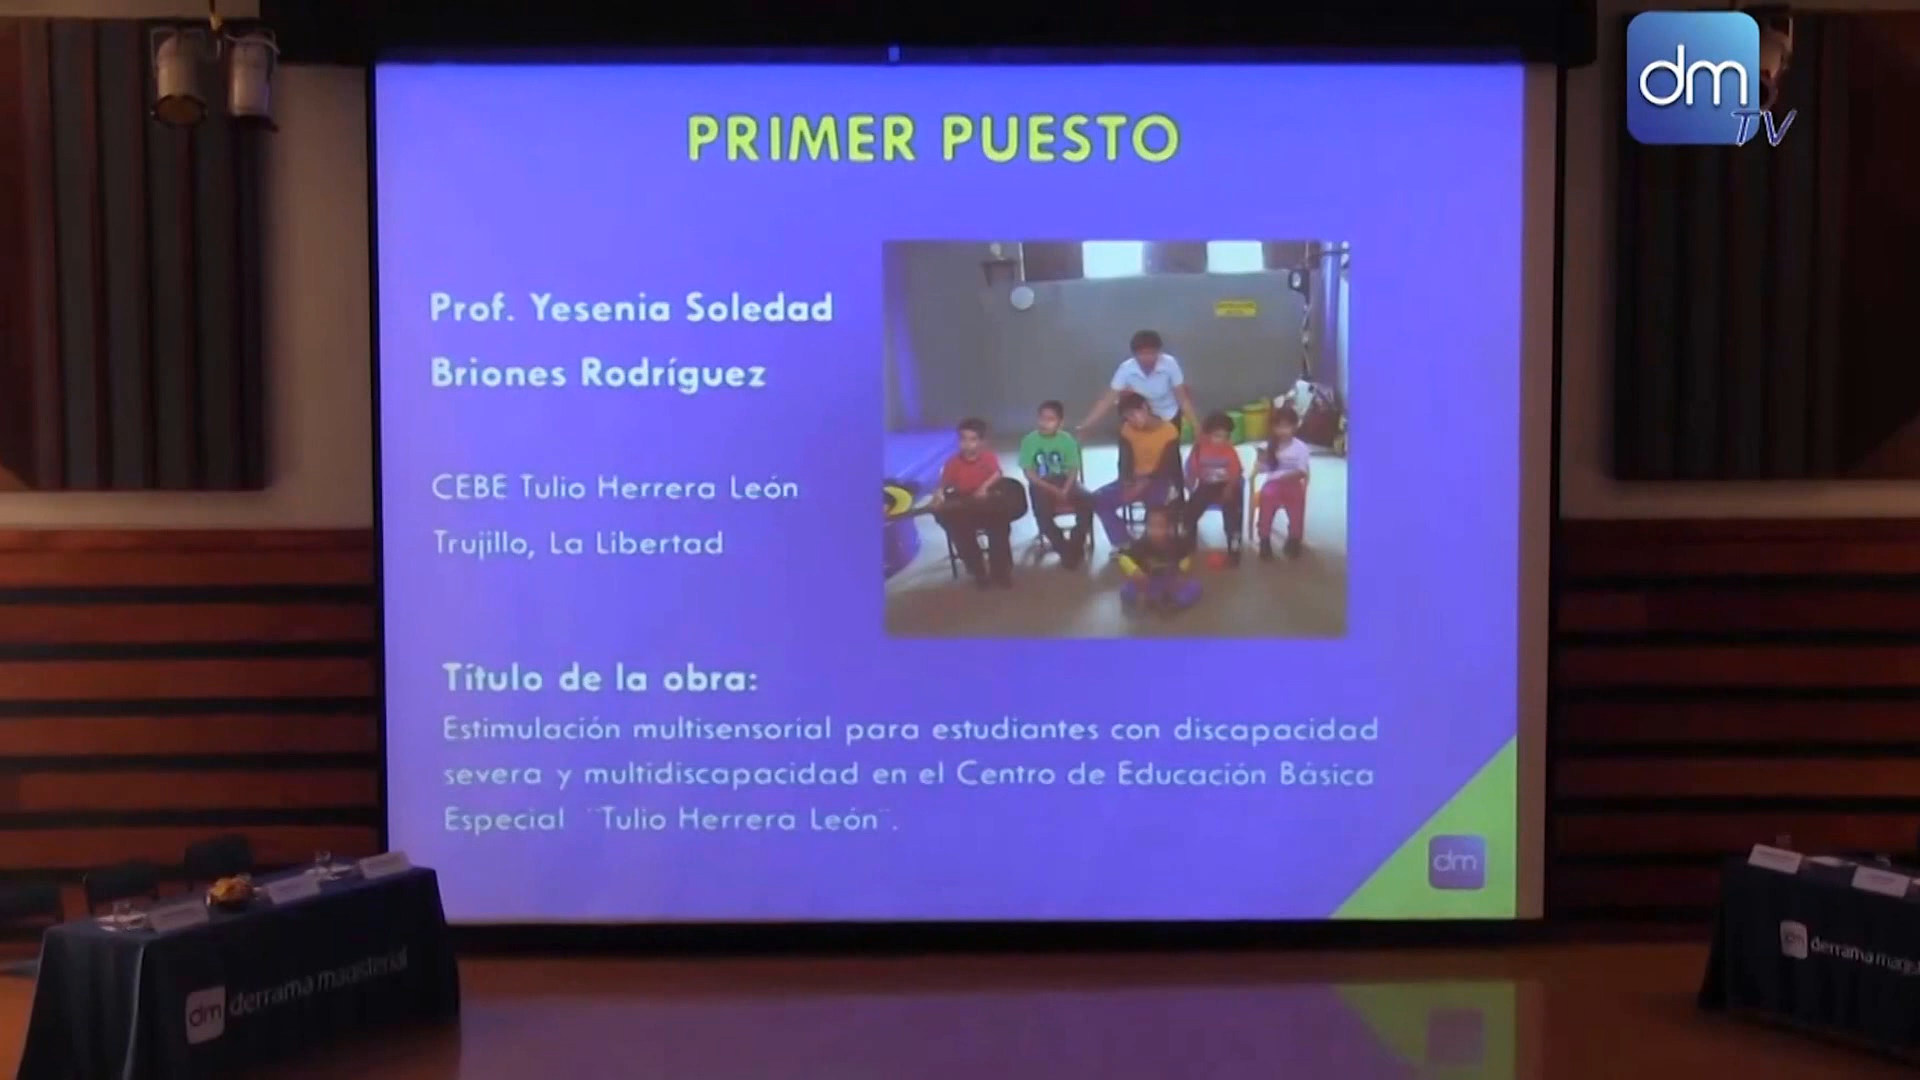 dm
TV
PRIMER PUESTO
Prof. Yesenia Soledad
Briones Rodríguez
CEBE Tulio Herrera León
Trujillo, La Libertad
Título de la obra:
Estimulación multisensorial para estudiantes con discapacidad
severa y multidiscapacidad en el Centro de Educación Básica
Especial ¨Tulio Herrera León¨.
dm
dm derrama magisterial
dm derrama magist